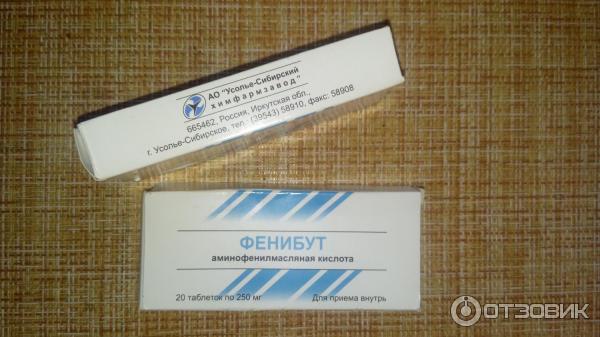 АО "Усолье-Сибирский
химфармзавод"
665462, Россия, Иркутская обл.,
г. Усолье-Сибирское, тел.: (39543) 58910, факс: 58908
ФЕНИБУТ
аминофенилмасляная кислота
20 таблеток по 250 мг
Для приема внутрь
ОТЗОВИК